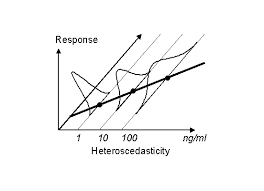 Response
1 10 100 ng/ml
Heteroscedasticity